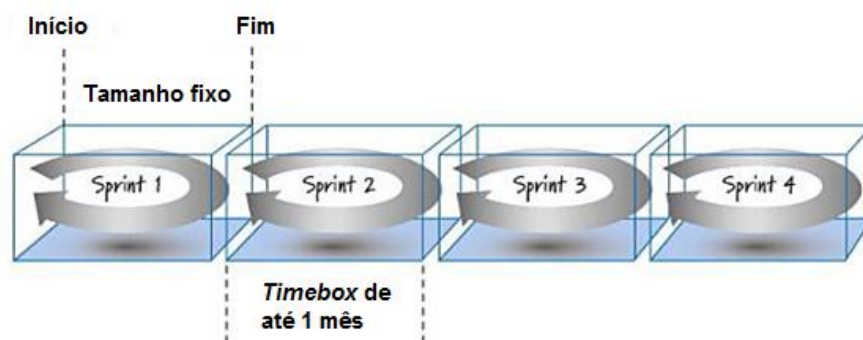 Início Fim
Tamanho fixo
Sprint 1 Sprint 2 Sprint 3 Sprint 4
Timebox de
até 1 mês